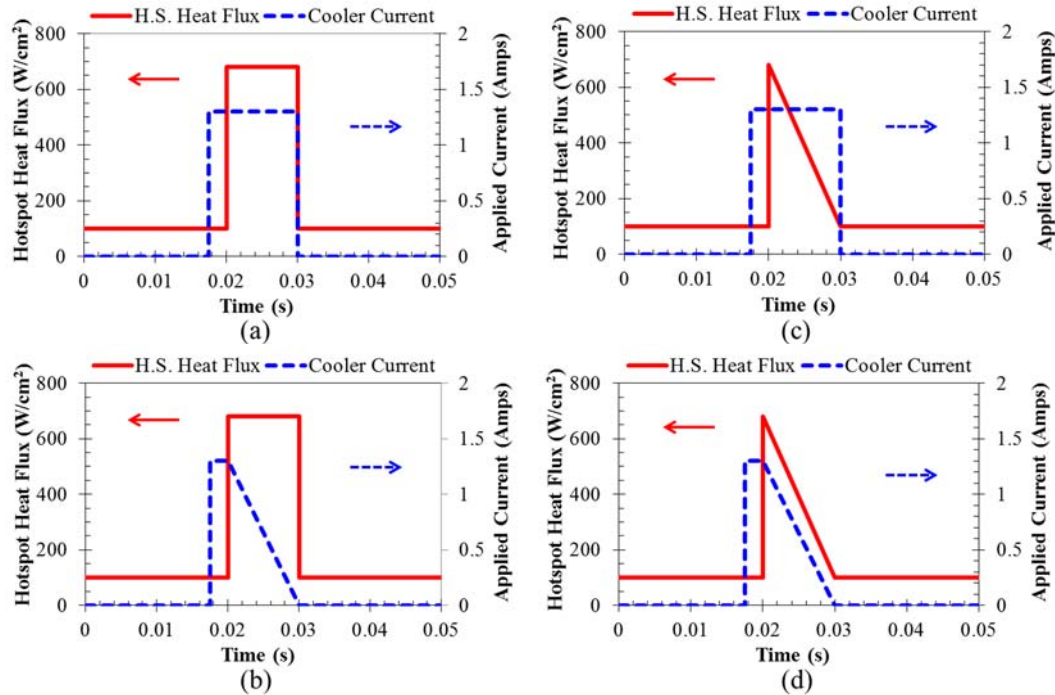 H.S. Heat Flux Cooler Current
Hotspot Heat Flux (W/cm²)
800
600
400
200
0
2
1.5
1
0.5
0
Applied Current (Amps)
0 0.01 0.02 0.03 0.04 0.05
Time (s)
(a)
H.S. Heat Flux Cooler Current
Hotspot Heat Flux (W/cm²)
800
600
400
200
0
2
1.5
1
0.5
0
Applied Current (Amps)
0 0.01 0.02 0.03 0.04 0.05
Time (s)
(c)
H.S. Heat Flux Cooler Current
Hotspot Heat Flux (W/cm²)
800
600
400
200
0
2
1.5
1
0.5
0
Applied Current (Amps)
0 0.01 0.02 0.03 0.04 0.05
Time (s)
(b)
H.S. Heat Flux Cooler Current
Hotspot Heat Flux (W/cm²)
800
600
400
200
0
2
1.5
1
0.5
0
Applied Current (Amps)
0 0.01 0.02 0.03 0.04 0.05
Time (s)
(d)